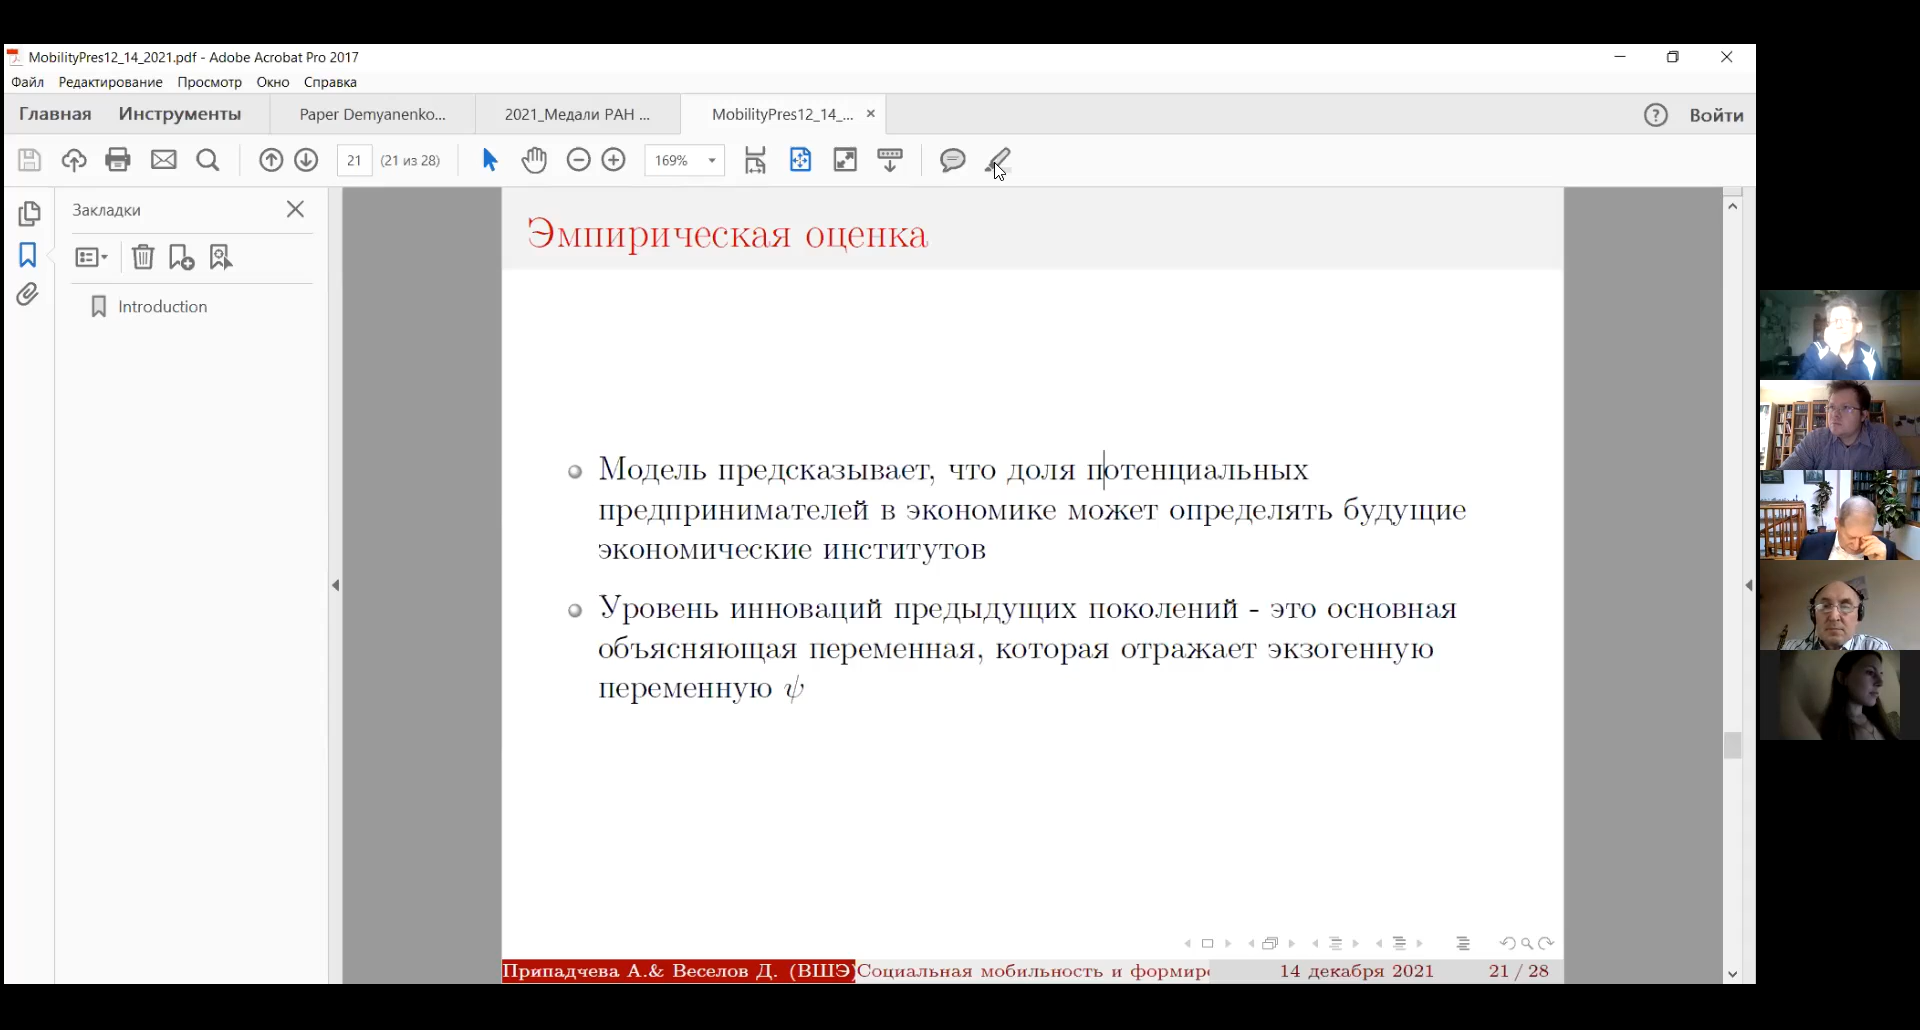 MobilityPres12_14_2021.pdf - Adobe Acrobat Pro 2017
Файл Редактирование Просмотр Окно Справка
Главная Инструменты Paper Demyanenko... 2021_Медали РАН ... MobilityPres12_14_... Войти
21 (21 из 28) 169%
Закладки
Introduction
Эмпирическая оценка
Модель предсказывает, что доля потенциальных
предпринимателей в экономике может определять будущие
экономические институтов
Уровень инноваций предыдущих поколений - это основная
объясняющая переменная, которая отражает экзогенную
переменную ψ
Припадчева А.& Веселов Д. (ВШЭ) Социальная мобильность и формиро 14 декабря 2021 21 / 28